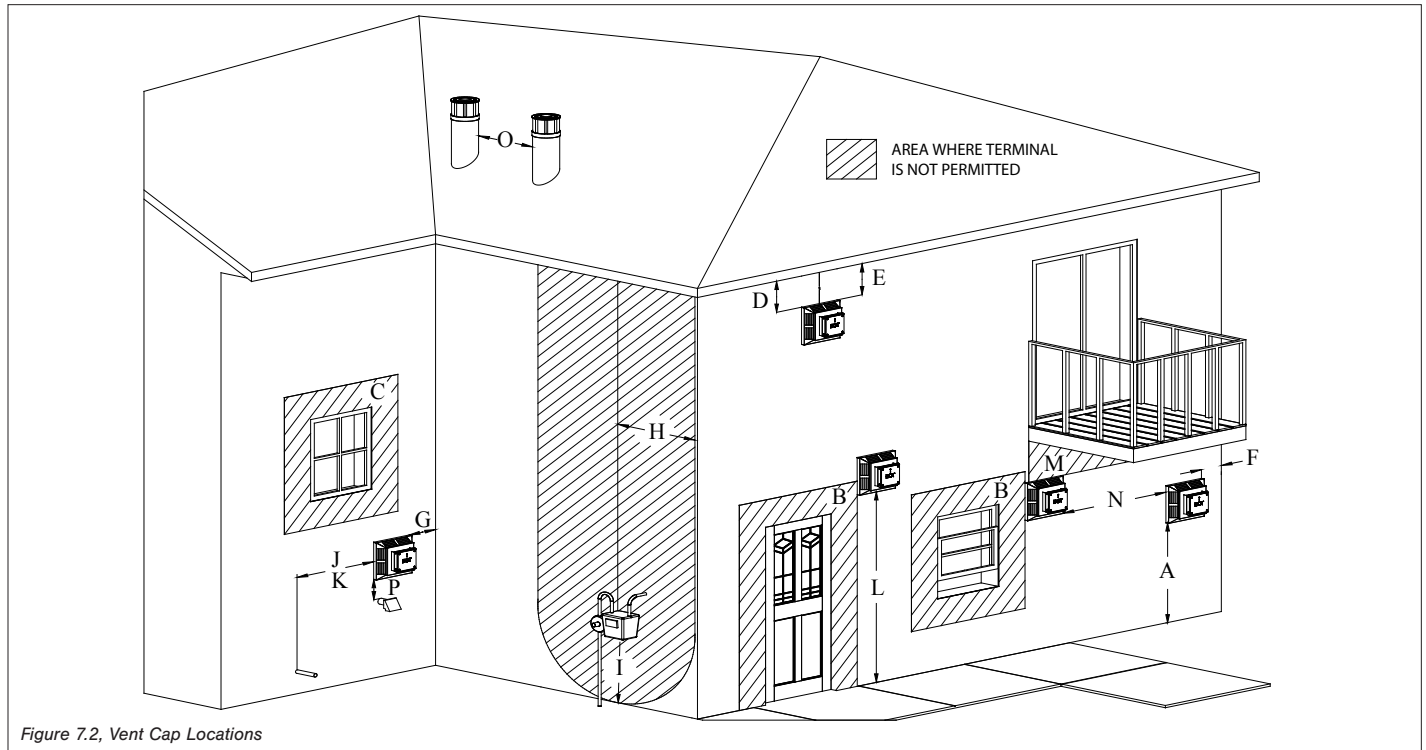 O
AREA WHERE TERMINAL
IS NOT PERMITTED
D
E
C
H
M
F
B
B
N
G
J
K
P
L
A
I
Figure 7.2, Vent Cap Locations